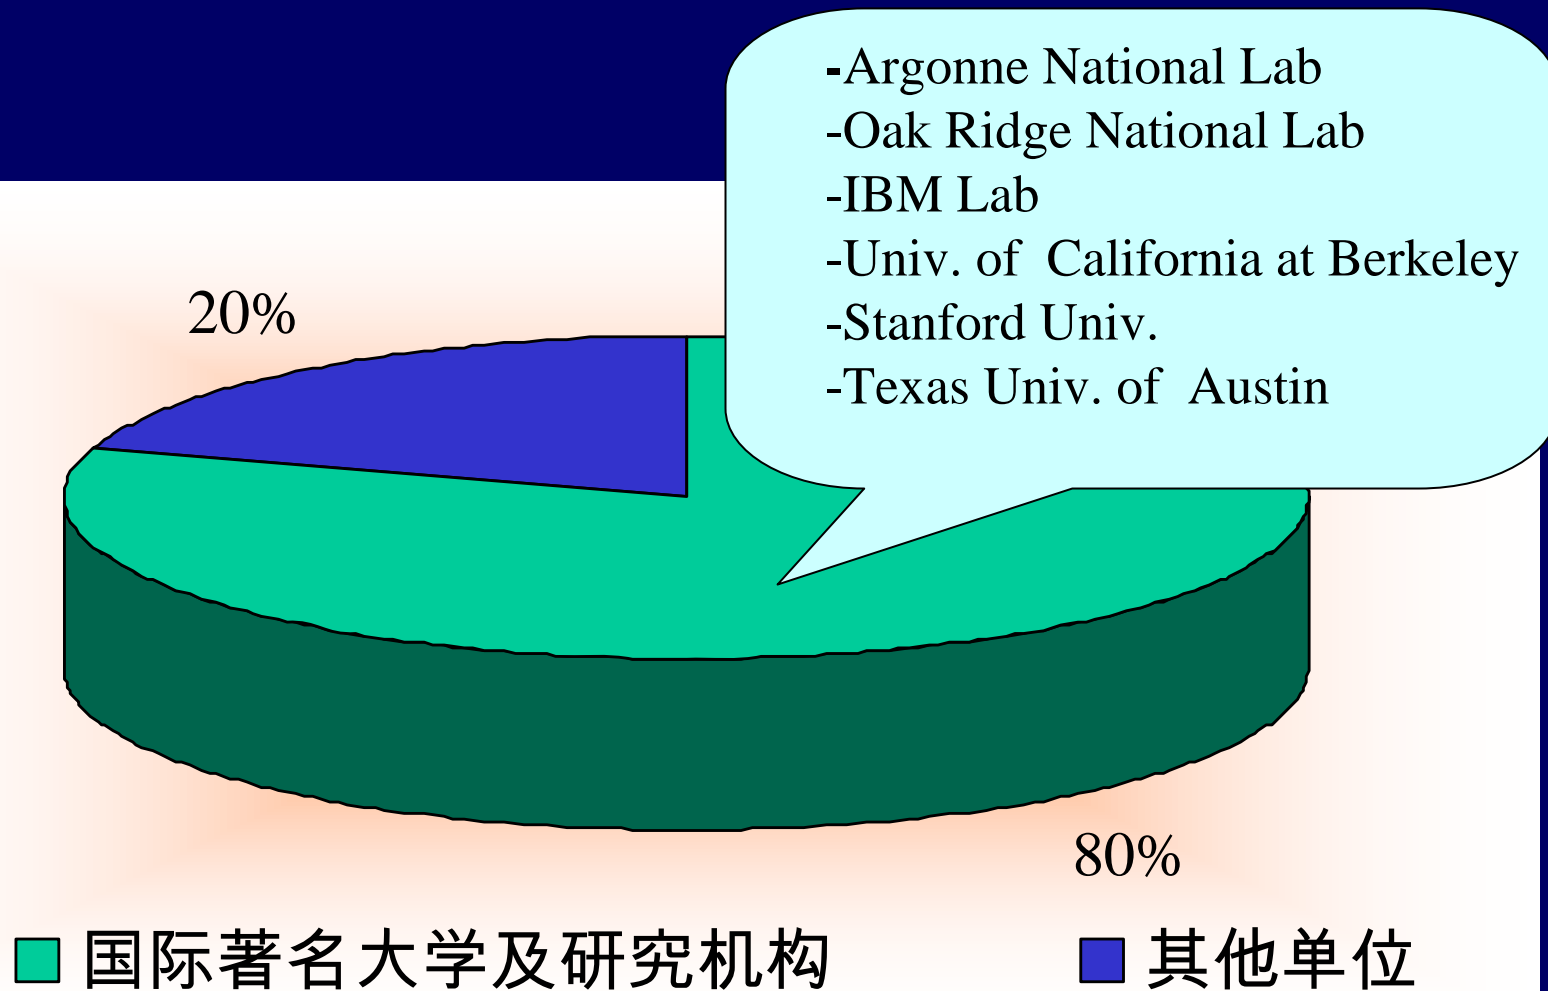 -Argonne National Lab
-Oak Ridge National Lab
-IBM Lab
-Univ. of  California at Berkeley
-Stanford Univ.
-Texas Univ. of  Austin
20%
80%
国际著名大学及研究机构
其他单位